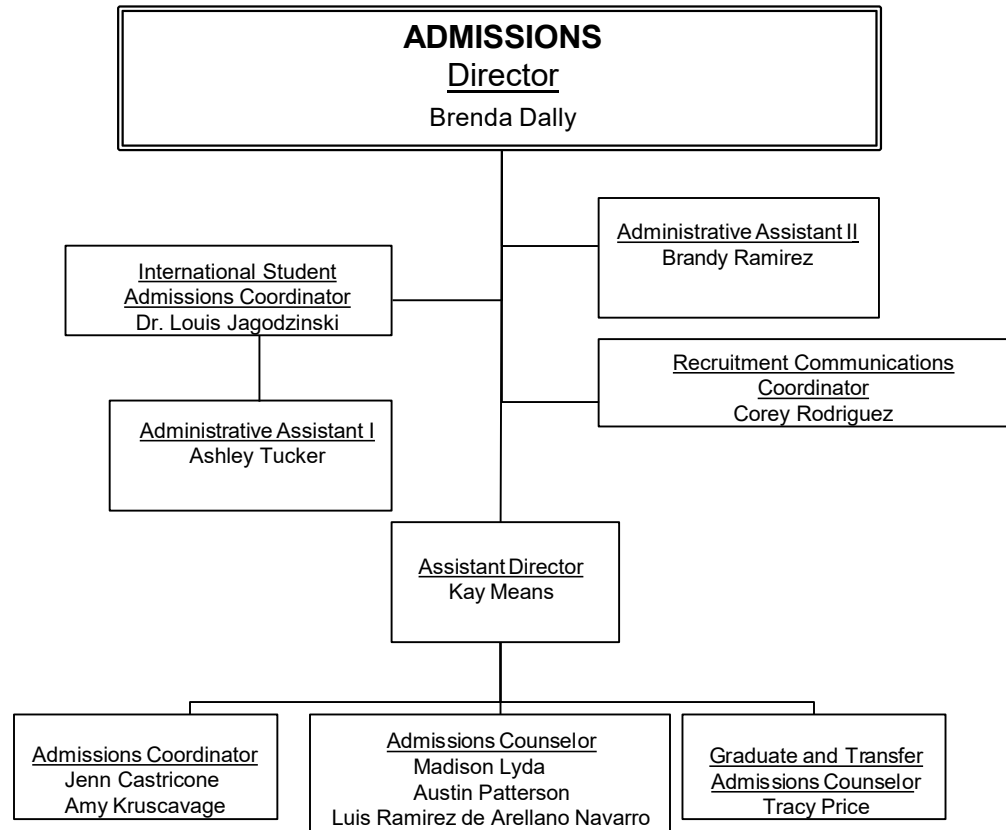 ADMISSIONS
Director
Brenda Dally
Administrative Assistant II
Brandy Ramirez
International Student
Admissions Coordinator
Dr. Louis Jagodzinski
Recruitment Communications
Coordinator
Corey Rodriguez
Administrative Assistant I
Ashley Tucker
Assistant Director
Kay Means
Admissions Coordinator
Jenn Castricone
Amy Kruscavage
Admissions Counselor
Madison Lyda
Austin Patterson
Luis Ramirez de Arellano Navarro
Graduate and Transfer
Admissions Counselor
Tracy Price